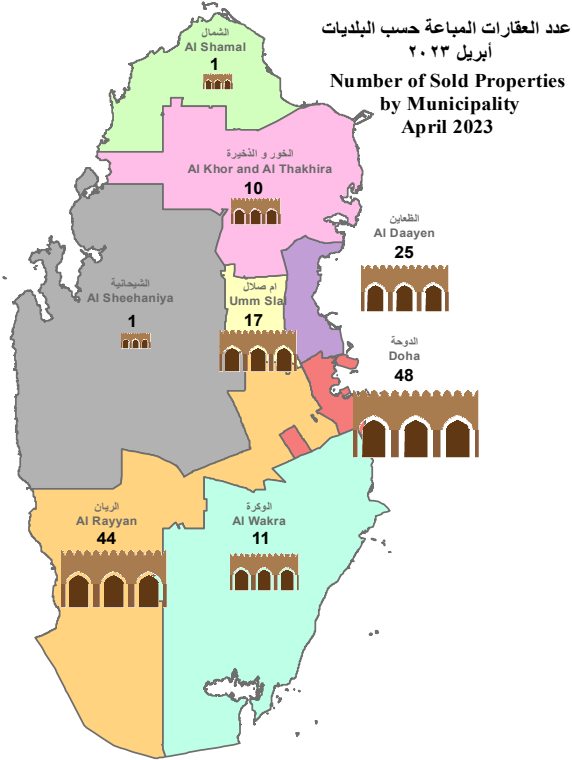 عدد العقارات المباعة حسب البلديات
أبريل ٢٠٢٣
Number of Sold Properties
by Municipality
April 2023
الشمال
Al Shamal
1
الخور و الذخيرة
Al Khor and Al Thakhira
10
الظعاين
Al Daayen
25
الشيحانية
Al Sheehaniya
1
ام صلال
Umm Slal
17
الدوحة
Doha
48
الريان
Al Rayyan
44
الوكرة
Al Wakra
11